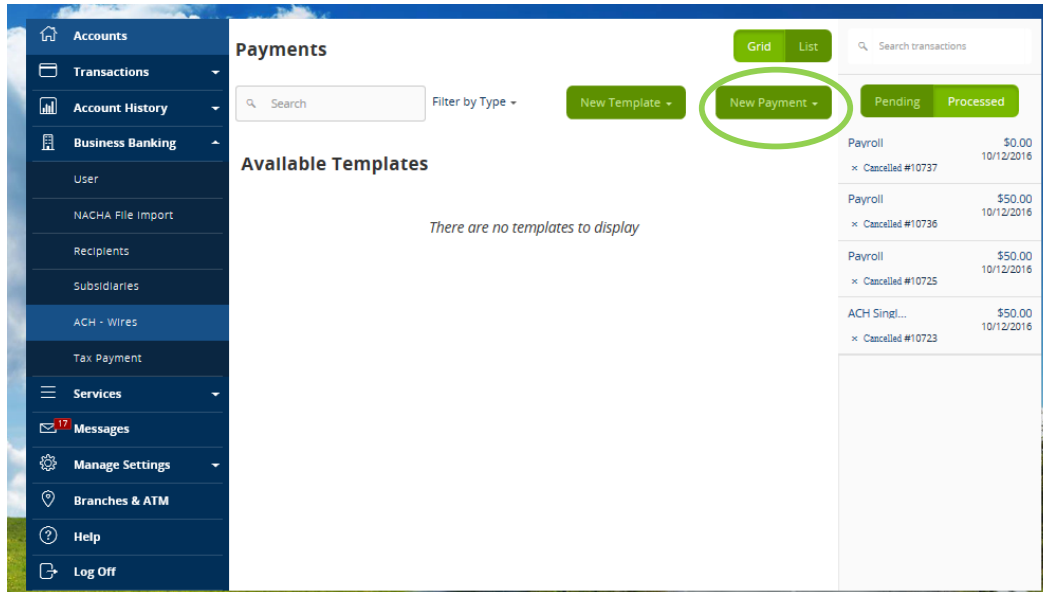 Accounts
Transactions
Account History
Business Banking
User
NACHA File Import
Recipients
Subsidiaries
ACH - Wires
Tax Payment
Services
17 Messages
Manage Settings
Branches & ATM
Help
Log Off
Payments
Grid List
Search
Filter by Type
New Template
New Payment
Available Templates
There are no templates to display
Search transactions
Pending Processed
Payroll $0.00
10/12/2016
× Cancelled #10737
Payroll $50.00
10/12/2016
× Cancelled #10736
Payroll $50.00
10/12/2016
× Cancelled #10725
ACH Singl... $50.00
10/12/2016
× Cancelled #10723